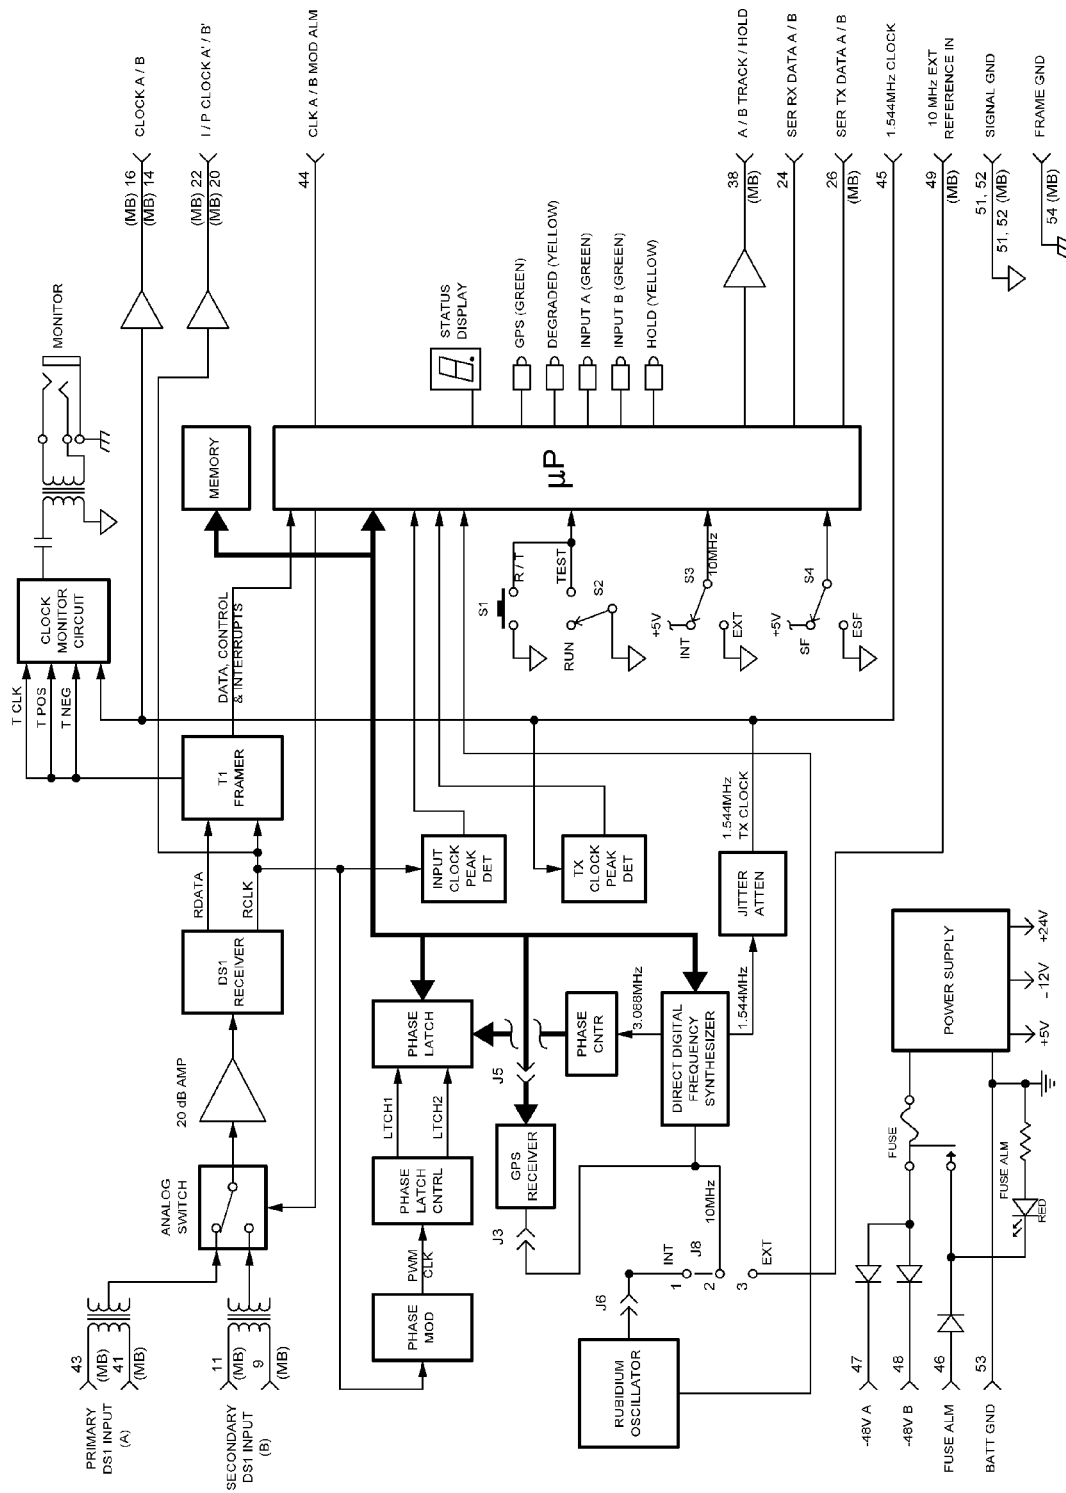 PRIMARY
DS1 INPUT
(A)
43
(MB)
41
(MB)
SECONDARY
DS1 INPUT
(B)
11
(MB)
9
(MB)
ANALOG
SWITCH
20 dB AMP
DS1
RECEIVER
RDATA
RCLK
T1
FRAMER
T CLK
T POS
T NEG
CLOCK
MONITOR
CIRCUIT
MONITOR
DATA, CONTROL
& INTERRUPTS
MEMORY
µP
(MB) 16
(MB) 14
CLOCK A / B
(MB) 22
(MB) 20
I / P CLOCK A' / B'
44
CLK A / B MOD ALM
STATUS
DISPLAY
8.
GPS (GREEN)
DEGRADED (YELLOW)
INPUT A (GREEN)
INPUT B (GREEN)
HOLD (YELLOW)
38
(MB)
A / B TRACK / HOLD
24
SER RX DATA A / B
26
(MB)
SER TX DATA A / B
45
1.544MHz CLOCK
49
(MB)
10 MHz EXT
REFERENCE IN
51, 52
51, 52 (MB)
SIGNAL GND
54 (MB)
FRAME GND
S1
R / T
TEST
RUN
S2
+5V
INT
S3
10MHz
EXT
+5V
SF
S4
ESF
INPUT
CLOCK
PEAK
DET
TX
CLOCK
PEAK
DET
1.544MHz
TX CLOCK
JITTER
ATTEN
1.544MHz
3.088MHz
PHASE
MOD
PWM
CLK
PHASE
LATCH
CNTRL
LTCH1
LTCH2
PHASE
LATCH
PHASE
CNTR
J5
GPS
RECEIVER
J3
DIRECT DIGITAL
FREQUENCY
SYNTHESIZER
10MHz
RUBIDIUM
OSCILLATOR
J6
INT
1
J8
2
3
EXT
-48V A
47
-48V B
48
FUSE ALM
46
BATT GND
53
FUSE
FUSE ALM
RED
POWER SUPPLY
+5V
- 12V
+24V